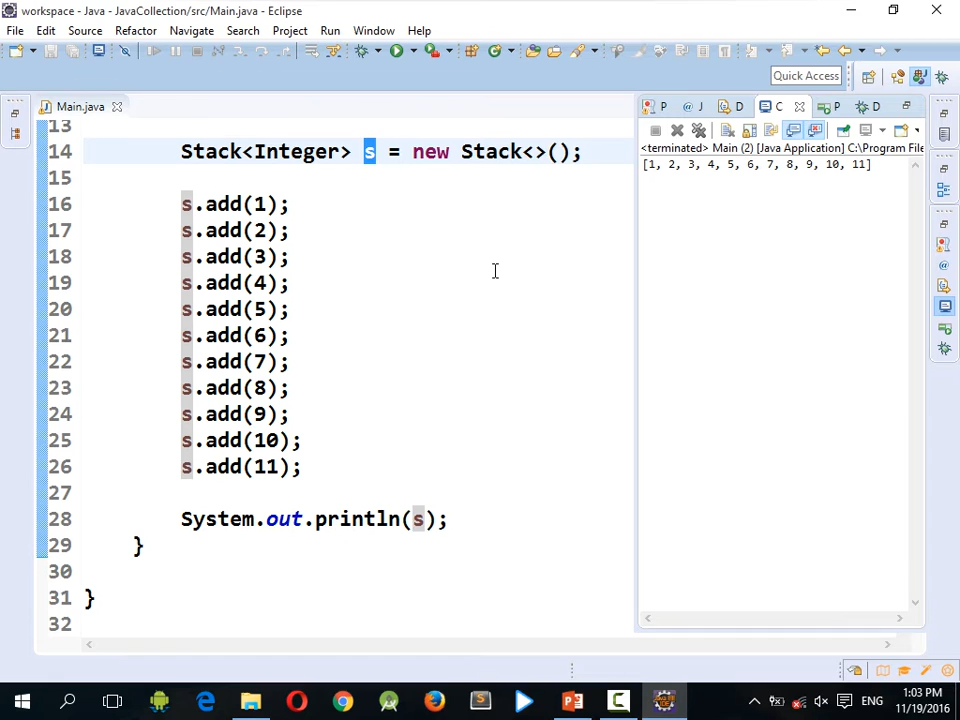 workspace - JavaCollection/src/Main.java - Eclipse
File Edit Source Refactor Navigate Search Project Run Window Help
Quick Access
Main.java
P J D C P D
13
14 Stack<Integer> s = new Stack<>();
15
16 s.add(1);
17 s.add(2);
18 s.add(3);
19 s.add(4);
20 s.add(5);
21 s.add(6);
22 s.add(7);
23 s.add(8);
24 s.add(9);
25 s.add(10);
26 s.add(11);
27
28 System.out.println(s);
29 }
30
31 }
32
<terminated> Main (2) [Java Application] C:\Program File
[1, 2, 3, 4, 5, 6, 7, 8, 9, 10, 11]
ENG
1:03 PM
11/19/2016